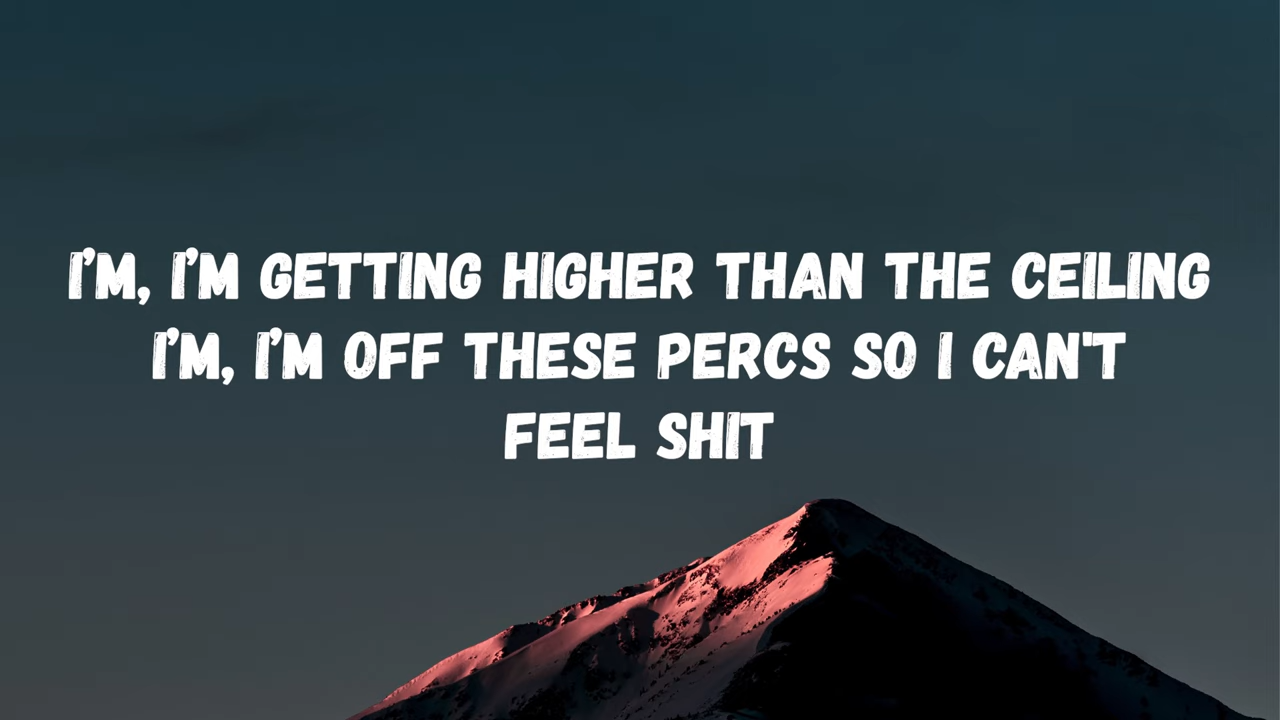 I'M, I'M GETTING HIGHER THAN THE CEILING
I'M, I'M OFF THESE PERCS SO I CAN'T
FEEL SHIT